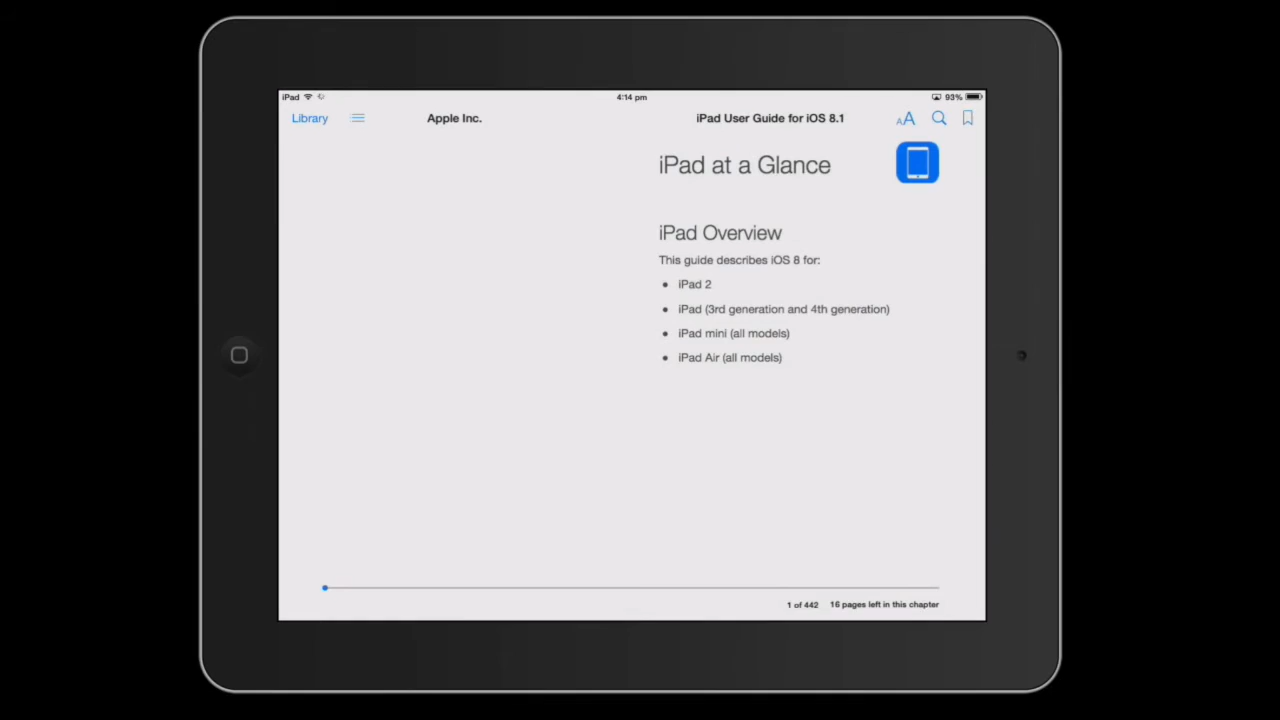 iPad
4:14 pm
93%
Library
Apple Inc.
iPad User Guide for iOS 8.1
AA
iPad at a Glance
iPad Overview
This guide describes iOS 8 for:
• iPad 2
• iPad (3rd generation and 4th generation)
• iPad mini (all models)
• iPad Air (all models)
1 of 442
16 pages left in this chapter